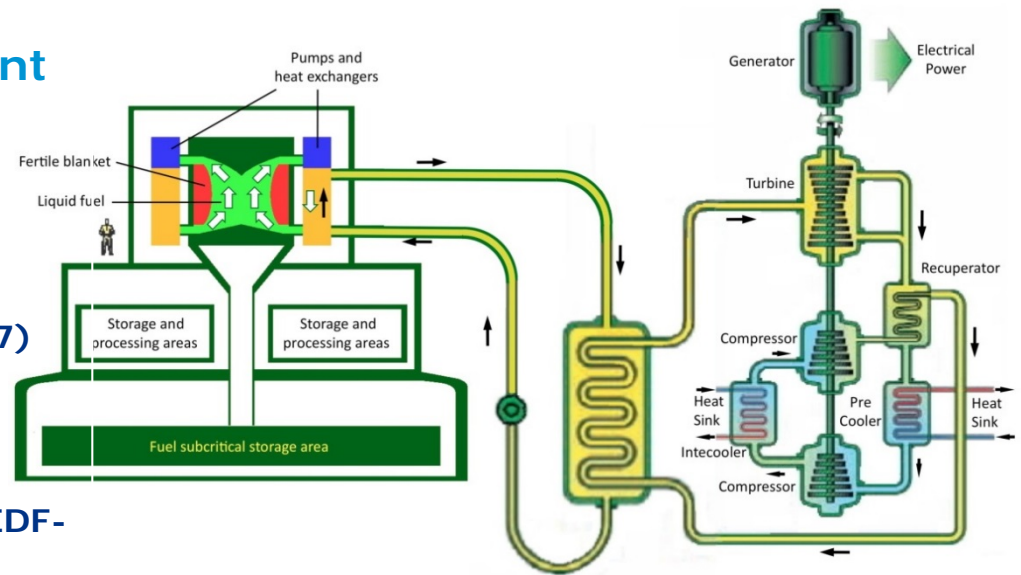 nt
Pumps and
heat exchangers
Fertile blanket
Liquid fuel
Storage and
processing areas
Storage and
processing areas
7)
Fuel subcritical storage area
EDF-
Generator
Electrical
Power
Turbine
Recuperator
Compressor
Heat
Sink
Pre
Cooler
Heat
Sink
Intecooler
Compressor